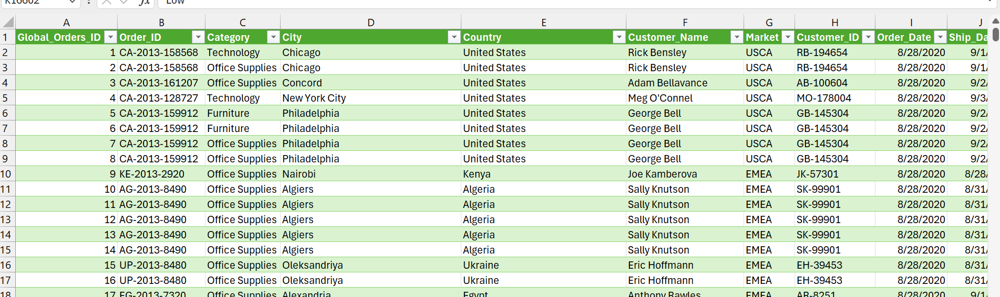 K16602 fx Low
A B C D E F G H I J
1 Global_Orders_ID Order_ID Category City Country Customer_Name Market Customer_ID Order_Date Ship_Da
2 1 CA-2013-158568 Technology Chicago United States Rick Bensley USCA RB-194654 8/28/2020 9/1/
3 2 CA-2013-158568 Office Supplies Chicago United States Rick Bensley USCA RB-194654 8/28/2020 9/1/
4 3 CA-2013-161207 Office Supplies Concord United States Adam Bellavance USCA AB-100604 8/28/2020 9/2/
5 4 CA-2013-128727 Technology New York City United States Meg O'Connel USCA MO-178004 8/28/2020 9/3/
6 5 CA-2013-159912 Furniture Philadelphia United States George Bell USCA GB-145304 8/28/2020 9/2/
7 6 CA-2013-159912 Furniture Philadelphia United States George Bell USCA GB-145304 8/28/2020 9/2/
8 7 CA-2013-159912 Office Supplies Philadelphia United States George Bell USCA GB-145304 8/28/2020 9/2/
9 8 CA-2013-159912 Office Supplies Philadelphia United States George Bell USCA GB-145304 8/28/2020 9/2/
10 9 KE-2013-2920 Office Supplies Nairobi Kenya Joe Kamberova EMEA JK-57301 8/28/2020 8/28/
11 10 AG-2013-8490 Office Supplies Algiers Algeria Sally Knutson EMEA SK-99901 8/28/2020 8/31/
12 11 AG-2013-8490 Office Supplies Algiers Algeria Sally Knutson EMEA SK-99901 8/28/2020 8/31/
13 12 AG-2013-8490 Office Supplies Algiers Algeria Sally Knutson EMEA SK-99901 8/28/2020 8/31/
14 13 AG-2013-8490 Office Supplies Algiers Algeria Sally Knutson EMEA SK-99901 8/28/2020 8/31/
15 14 AG-2013-8490 Office Supplies Algiers Algeria Sally Knutson EMEA SK-99901 8/28/2020 8/31/
16 15 UP-2013-8480 Office Supplies Oleksandriya Ukraine Eric Hoffmann EMEA EH-39453 8/28/2020 8/31/
17 16 UP-2013-8480 Office Supplies Oleksandriya Ukraine Eric Hoffmann EMEA EH-39453 8/28/2020 8/31/
18 17 EG-2013-7320 Office Supplies Alexandria Egypt Anthony Rawles EMEA AR-8251 8/28/2020 9/1/